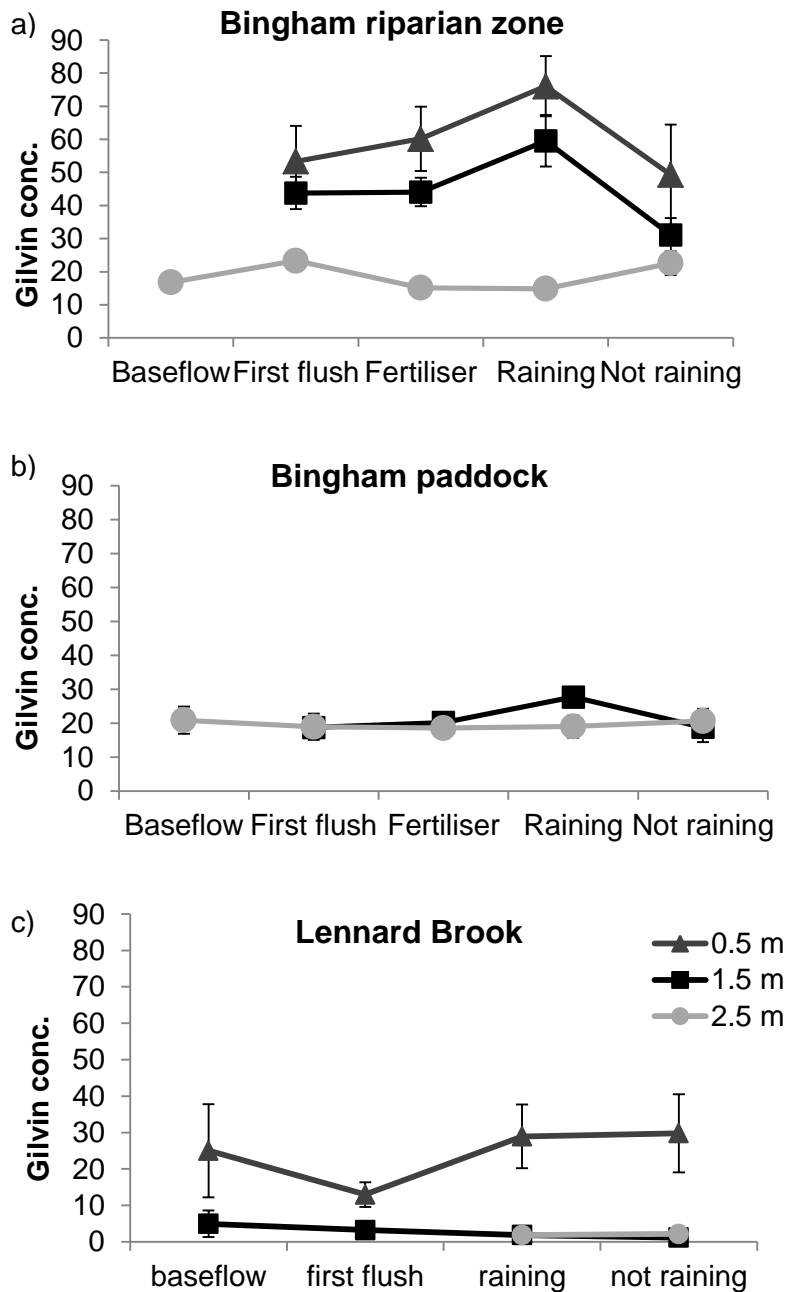 a)
Bingham riparian zone
90
80
70
60
50
40
30
20
10
0
Gilvin conc.
Baseflow First flush Fertiliser Raining Not raining
b)
Bingham paddock
90
80
70
60
50
40
30
20
10
0
Gilvin conc.
Baseflow First flush Fertiliser Raining Not raining
c)
Lennard Brook
90
80
70
60
50
40
30
20
10
0
Gilvin conc.
0.5 m
1.5 m
2.5 m
baseflow first flush raining not raining